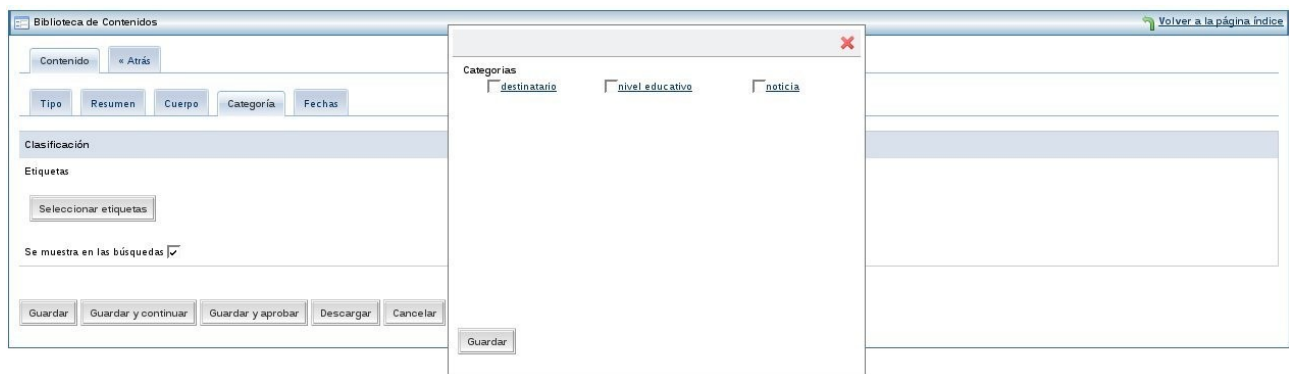 Biblioteca de Contenidos
Volver a la página índice
Contenido « Atrás
Tipo Resumen Cuerpo Categoría Fechas
Clasificación
Etiquetas
Seleccionar etiquetas
Se muestra en las búsquedas
Guardar Guardar y continuar Guardar y aprobar Descargar Cancelar
Categorias
destinatario nivel educativo noticia
Guardar